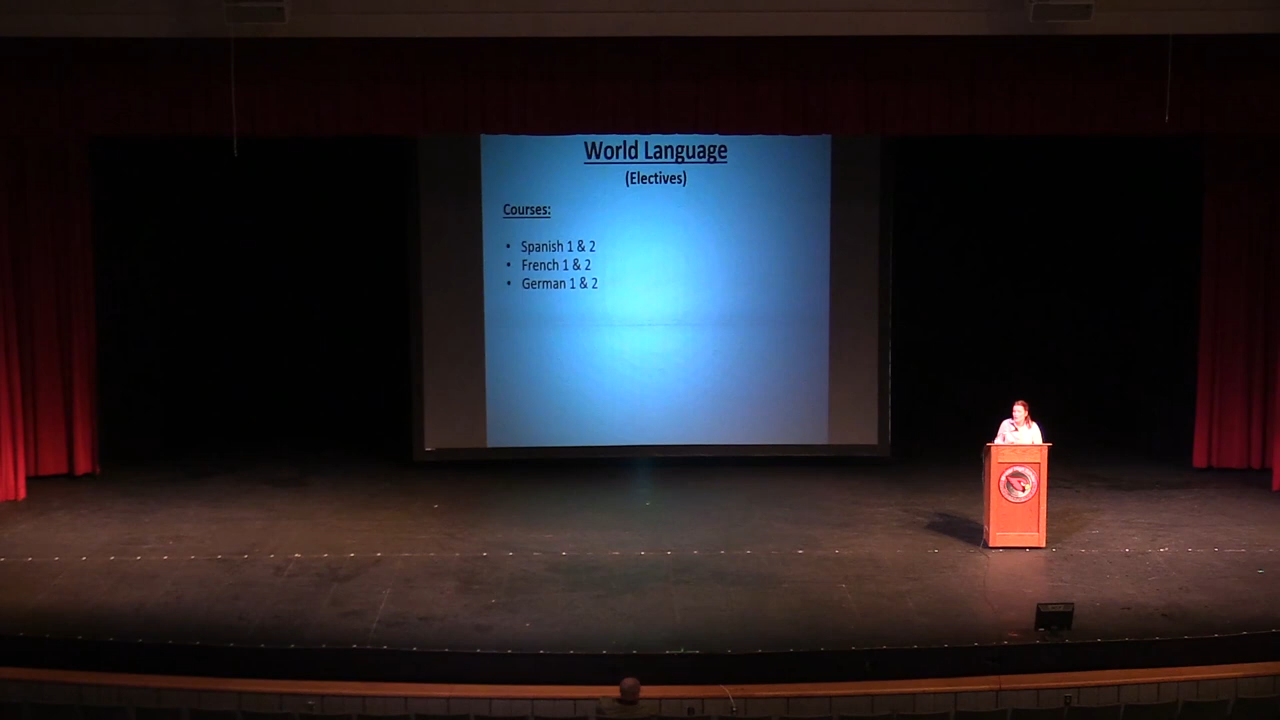 World Language
(Electives)
Courses:
• Spanish 1 & 2
• French 1 & 2
• German 1 & 2